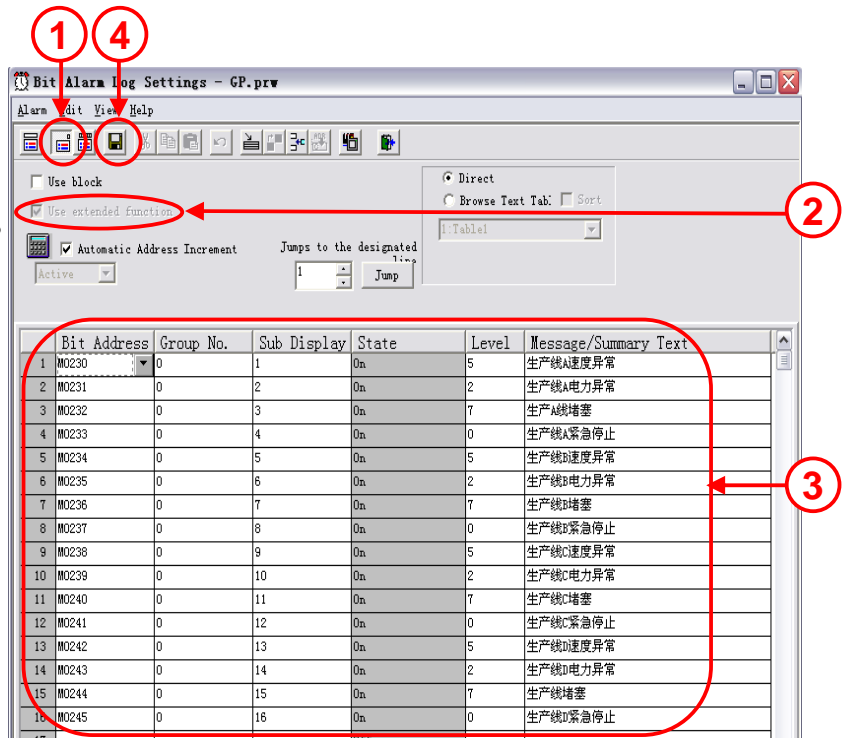 1 4
Bit Alarm Log Settings - GP.prw
Alarm Edit View Help
Use block
Direct
Use extended function
Browse Text Tab: Sort
2
1:Table1
Automatic Address Increment
Jumps to the designated
line
Active
1
Jump
Bit Address Group No. Sub Display State Level Message/Summary Text
1 M0230 0 1 On 5 生产线A速度异常
2 M0231 0 2 On 2 生产线A电力异常
3 M0232 0 3 On 7 生产A线堵塞
4 M0233 0 4 On 0 生产线A紧急停止
5 M0234 0 5 On 5 生产线B速度异常
6 M0235 0 6 On 2 生产线B电力异常
3
7 M0236 0 7 On 7 生产线B堵塞
8 M0237 0 8 On 0 生产线B紧急停止
9 M0238 0 9 On 5 生产线C速度异常
10 M0239 0 10 On 2 生产线C电力异常
11 M0240 0 11 On 7 生产线C堵塞
12 M0241 0 12 On 0 生产线C紧急停止
13 M0242 0 13 On 5 生产线D速度异常
14 M0243 0 14 On 2 生产线D电力异常
15 M0244 0 15 On 7 生产线堵塞
16 M0245 0 16 On 0 生产线D紧急停止